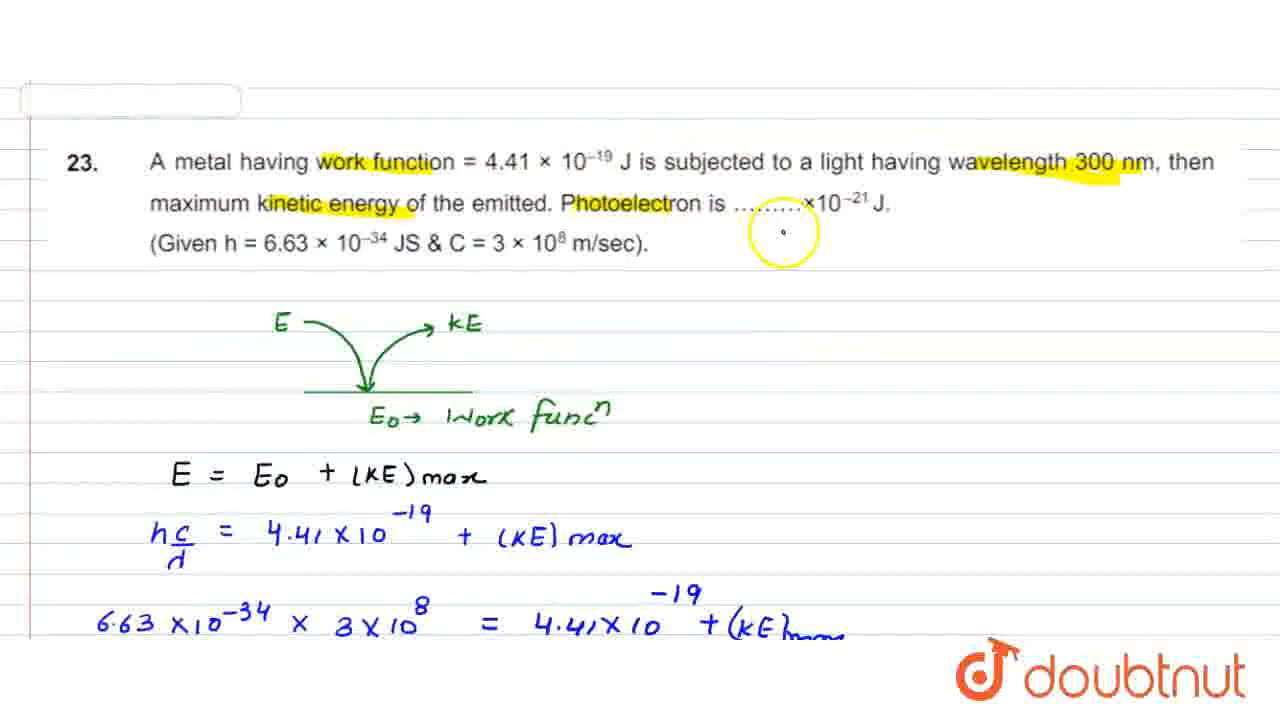 23. A metal having work function = 4.41 × 10⁻¹⁹ J is subjected to a light having wavelength 300 nm, then
maximum kinetic energy of the emitted. Photoelectron is .........×10⁻²¹ J.
(Given h = 6.63 × 10⁻³⁴ JS & C = 3 × 10⁸ m/sec).
E KE
E₀→ Work funcⁿ
E = E₀ + (KE) max
hc/λ = 4.41 × 10⁻¹⁹ + (KE) max
6.63 × 10⁻³⁴ × 3 × 10⁸ = 4.41 × 10⁻¹⁹ + (KE) max
doubtnut